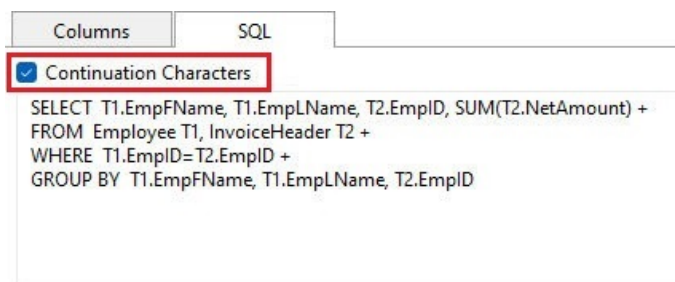 Columns SQL
Continuation Characters
SELECT T1.EmpFName, T1.EmpLName, T2.EmpID, SUM(T2.NetAmount) +
FROM Employee T1, InvoiceHeader T2 +
WHERE T1.EmpID=T2.EmpID +
GROUP BY T1.EmpFName, T1.EmpLName, T2.EmpID